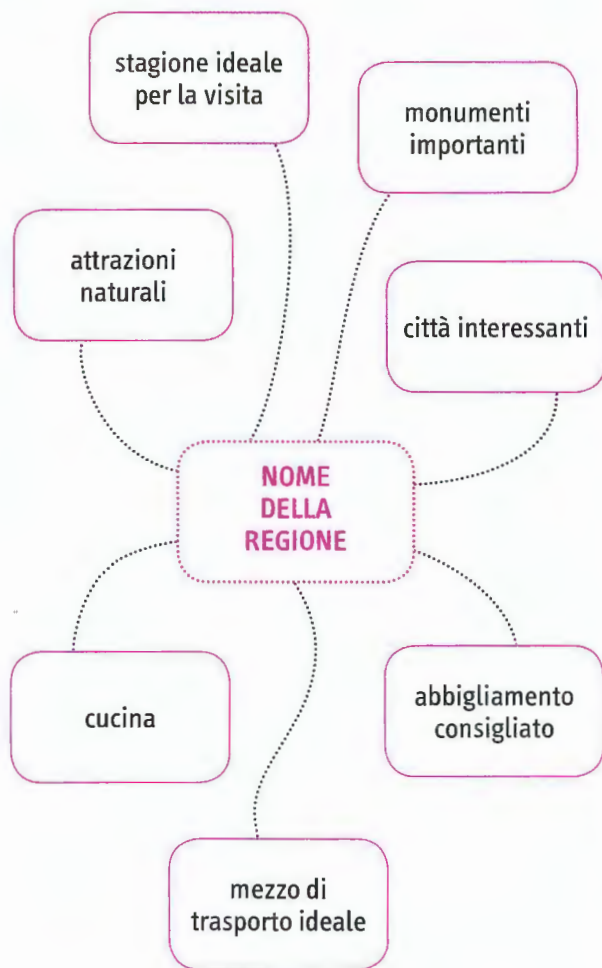 stagione ideale
per la visita
monumenti
importanti
attrazioni
naturali
città interessanti
NOME
DELLA
REGIONE
cucina
abbigliamento
consigliato
mezzo di
trasporto ideale